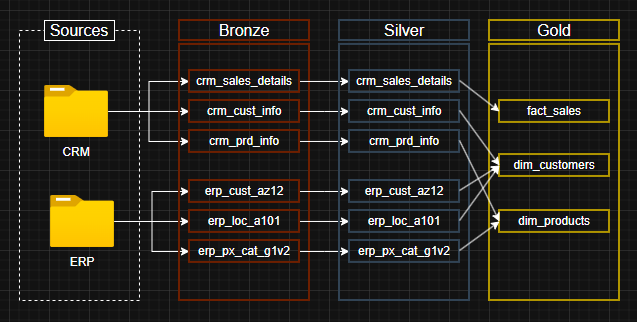 Sources
Bronze
Silver
Gold
crm_sales_details
crm_sales_details
crm_cust_info
crm_cust_info
fact_sales
CRM
crm_prd_info
crm_prd_info
dim_customers
erp_cust_az12
erp_cust_az12
erp_loc_a101
erp_loc_a101
dim_products
ERP
erp_px_cat_g1v2
erp_px_cat_g1v2